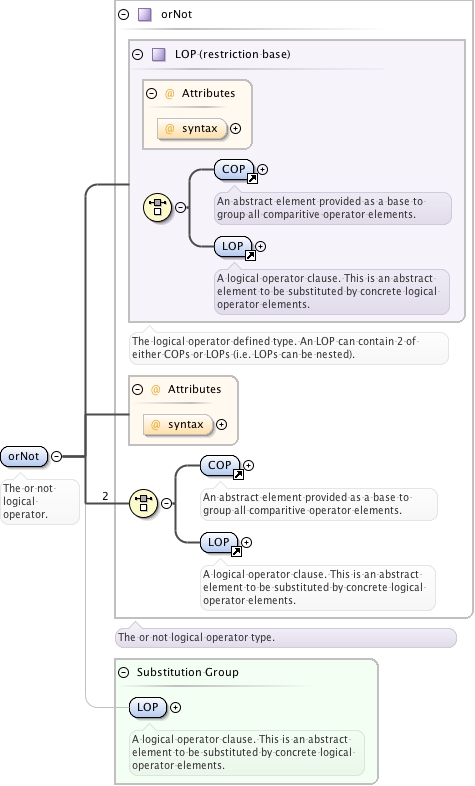 orNot
LOP (restriction base)
@ Attributes
@ syntax
COP
An abstract element provided as a base to
group all comparitive operator elements.
LOP
A logical operator clause. This is an abstract
element to be substituted by concrete logical
operator elements.
The logical operator defined type. An LOP can contain 2 of
either COPs or LOPs (i.e. LOPs can be nested).
@ Attributes
@ syntax
orNot
The or not
logical
operator.
2
COP
An abstract element provided as a base to
group all comparitive operator elements.
LOP
A logical operator clause. This is an abstract
element to be substituted by concrete logical
operator elements.
The or not logical operator type.
Substitution Group
LOP
A logical operator clause. This is an abstract
element to be substituted by concrete logical
operator elements.